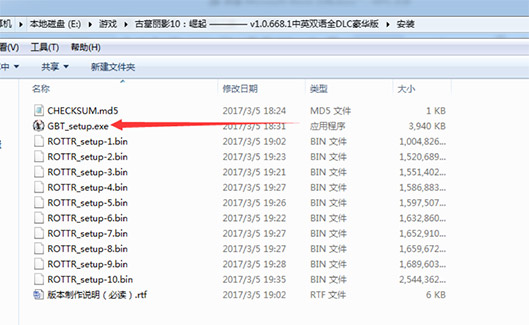 算机 ▸ 本地磁盘 (E:) ▸ 游戏 ▸ 古墓丽影10：崛起 ———— v1.0.668.1中英双语全DLC豪华版 ▸ 安装
看(V) 工具(T) 帮助(H)
中 ▾ 共享 ▾ 新建文件夹
名称 修改日期 类型 大小
CHECKSUM.md5 2017/3/5 18:24 MD5 文件 1 KB
GBT_setup.exe 2017/3/5 18:31 应用程序 3,940 KB
ROTTR_setup-1.bin 2017/3/5 19:02 BIN 文件 1,004,826...
ROTTR_setup-2.bin 2017/3/5 19:23 BIN 文件 1,520,689...
ROTTR_setup-3.bin 2017/3/5 19:21 BIN 文件 1,551,402...
ROTTR_setup-4.bin 2017/3/5 19:27 BIN 文件 1,586,883...
ROTTR_setup-5.bin 2017/3/5 19:26 BIN 文件 1,597,507...
ROTTR_setup-6.bin 2017/3/5 19:22 BIN 文件 1,632,860...
ROTTR_setup-7.bin 2017/3/5 19:27 BIN 文件 1,652,910...
ROTTR_setup-8.bin 2017/3/5 19:29 BIN 文件 1,659,672...
ROTTR_setup-9.bin 2017/3/5 19:28 BIN 文件 1,689,603...
ROTTR_setup-10.bin 2017/3/5 19:35 BIN 文件 2,544,362...
版本制作说明（必读）.rtf 2017/3/5 19:02 RTF 文件 6 KB